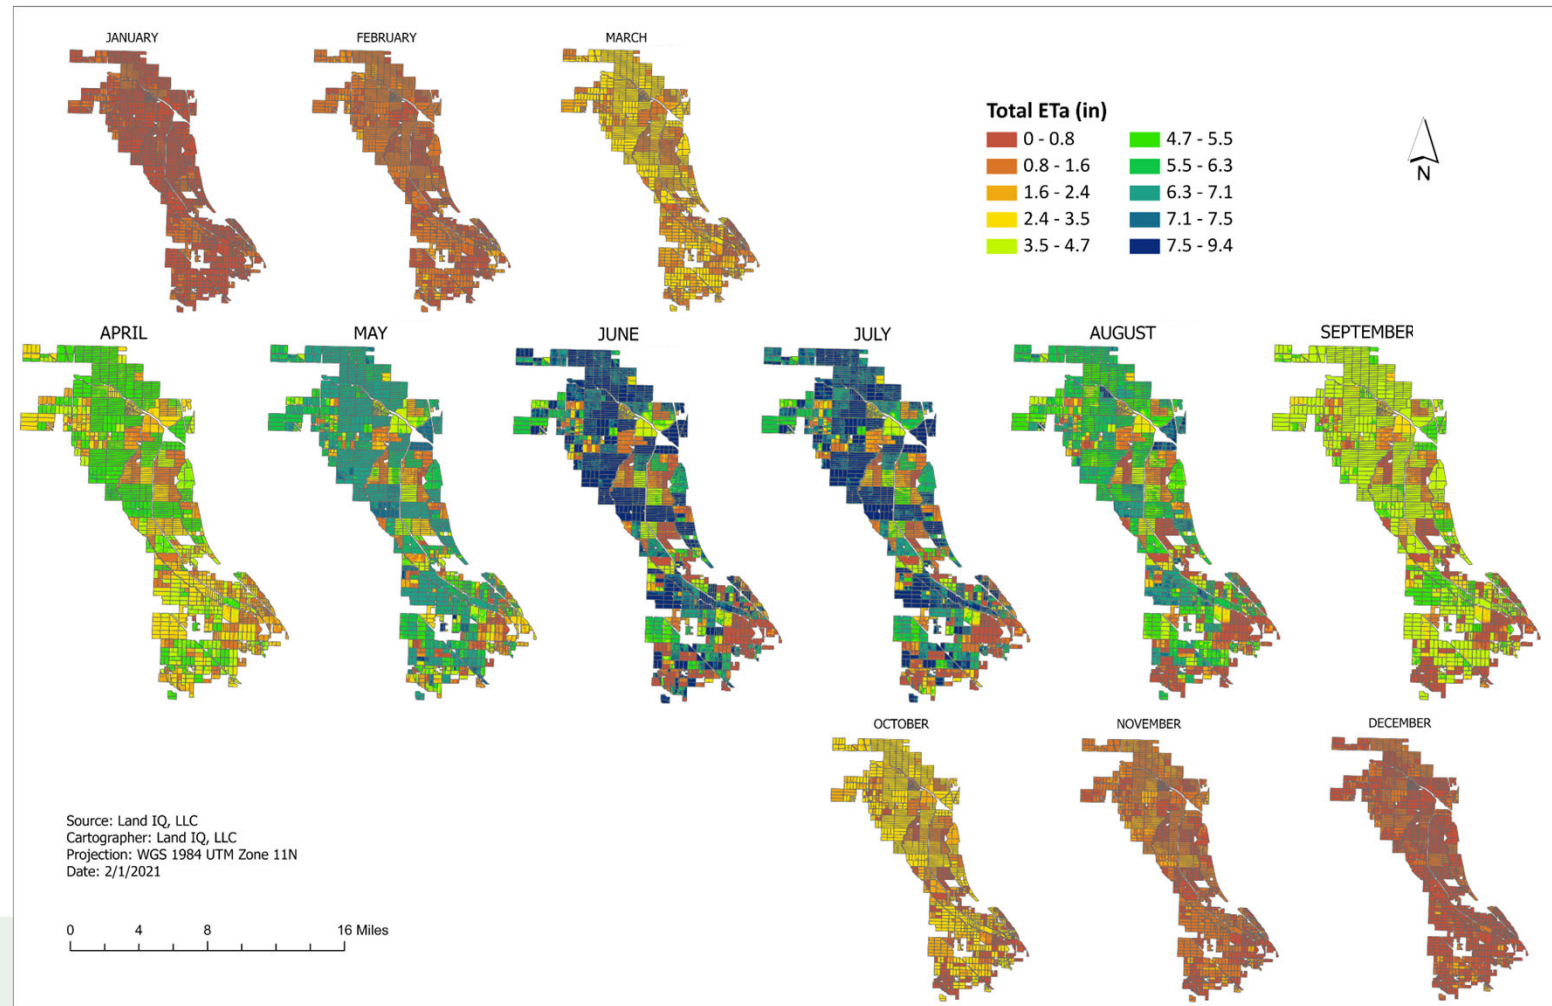 JANUARY
FEBRUARY
MARCH
Total ETa (in)
0 - 0.8
0.8 - 1.6
1.6 - 2.4
2.4 - 3.5
3.5 - 4.7
4.7 - 5.5
5.5 - 6.3
6.3 - 7.1
7.1 - 7.5
7.5 - 9.4
N
APRIL
MAY
JUNE
JULY
AUGUST
SEPTEMBER
OCTOBER
NOVEMBER
DECEMBER
Source: Land IQ, LLC
Cartographer: Land IQ, LLC
Projection: WGS 1984 UTM Zone 11N
Date: 2/1/2021
0 4 8 16 Miles